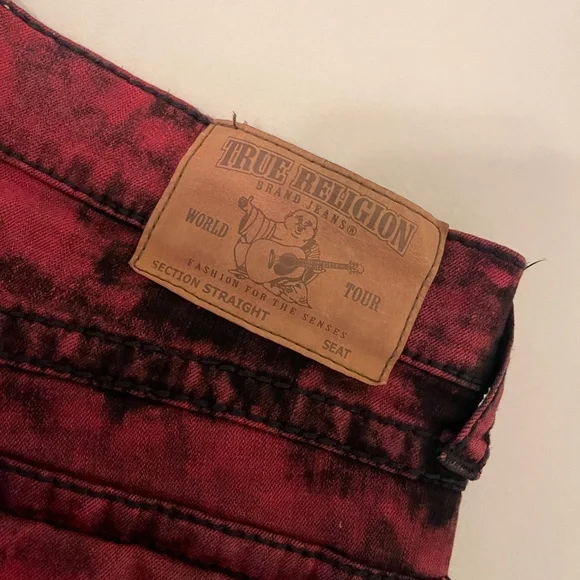 TRUE RELIGION
BRAND JEANS®
WORLD TOUR
FASHION FOR THE SENSES
SECTION STRAIGHT SEAT